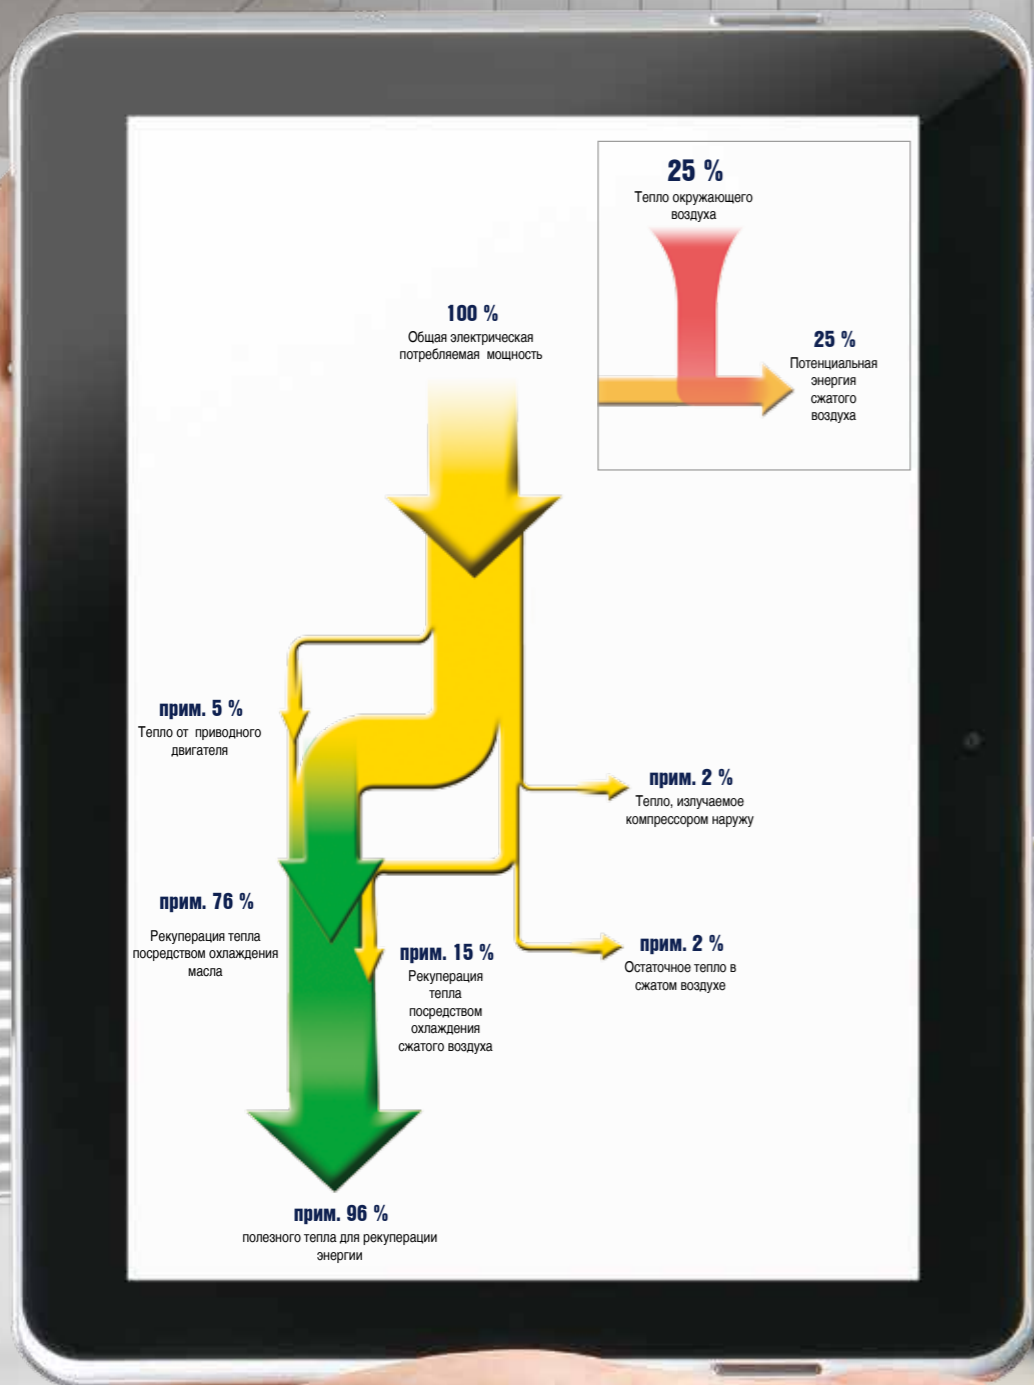 25 %
Тепло окружающего
воздуха
100 %
Общая электрическая
потребляемая мощность
25 %
Потенциальная
энергия
сжатого
воздуха
прим. 5 %
Тепло от приводного
двигателя
прим. 2 %
Тепло, излучаемое
компрессором наружу
прим. 76 %
Рекуперация тепла
посредством охлаждения
масла
прим. 15 %
Рекуперация
тепла
посредством
охлаждения
сжатого воздуха
прим. 2 %
Остаточное тепло в
сжатом воздухе
прим. 96 %
полезного тепла для рекуперации
энергии